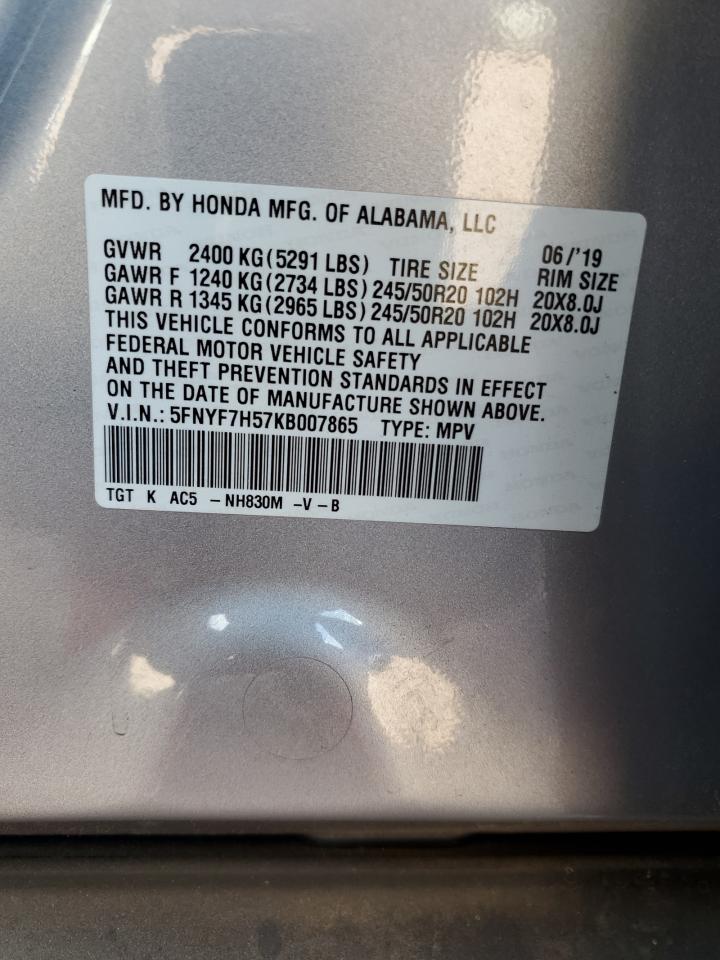 MFD. BY HONDA MFG. OF ALABAMA, LLC
06/'19
GVWR 2400 KG(5291 LBS) TIRE SIZE RIM SIZE
GAWR F 1240 KG(2734 LBS) 245/50R20 102H 20X8.0J
GAWR R 1345 KG(2965 LBS) 245/50R20 102H 20X8.0J
THIS VEHICLE CONFORMS TO ALL APPLICABLE
FEDERAL MOTOR VEHICLE SAFETY
AND THEFT PREVENTION STANDARDS IN EFFECT
ON THE DATE OF MANUFACTURE SHOWN ABOVE.
V.I.N.: 5FNYF7H57KB007865 TYPE: MPV
TGT K AC5 - NH830M -V - B